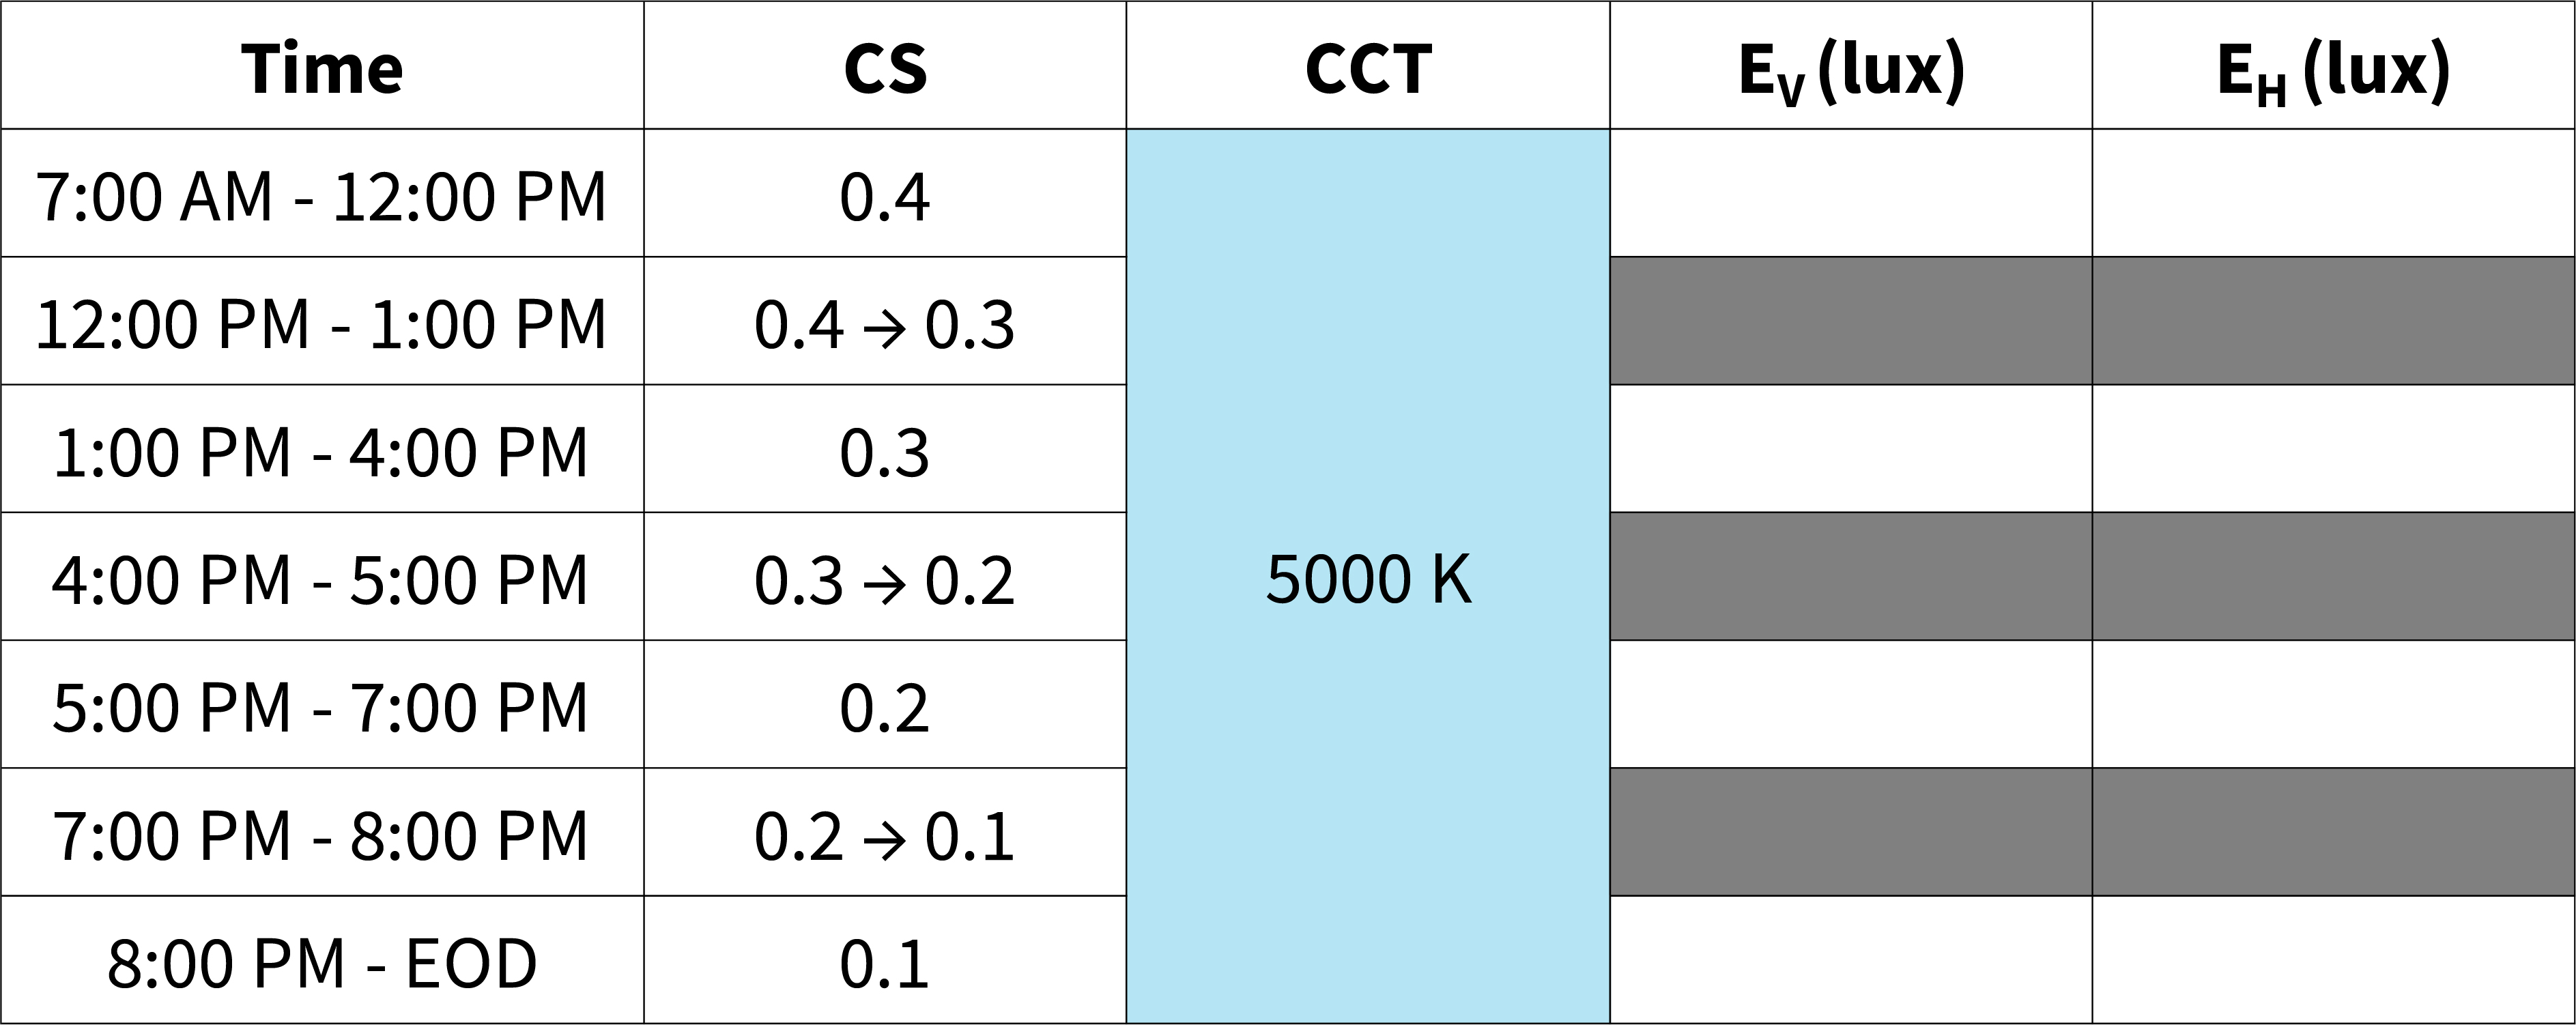 Time CS CCT EV (lux) EH (lux)
7:00 AM - 12:00 PM 0.4
12:00 PM - 1:00 PM 0.4 → 0.3
1:00 PM - 4:00 PM 0.3
4:00 PM - 5:00 PM 0.3 → 0.2 5000 K
5:00 PM - 7:00 PM 0.2
7:00 PM - 8:00 PM 0.2 → 0.1
8:00 PM - EOD 0.1